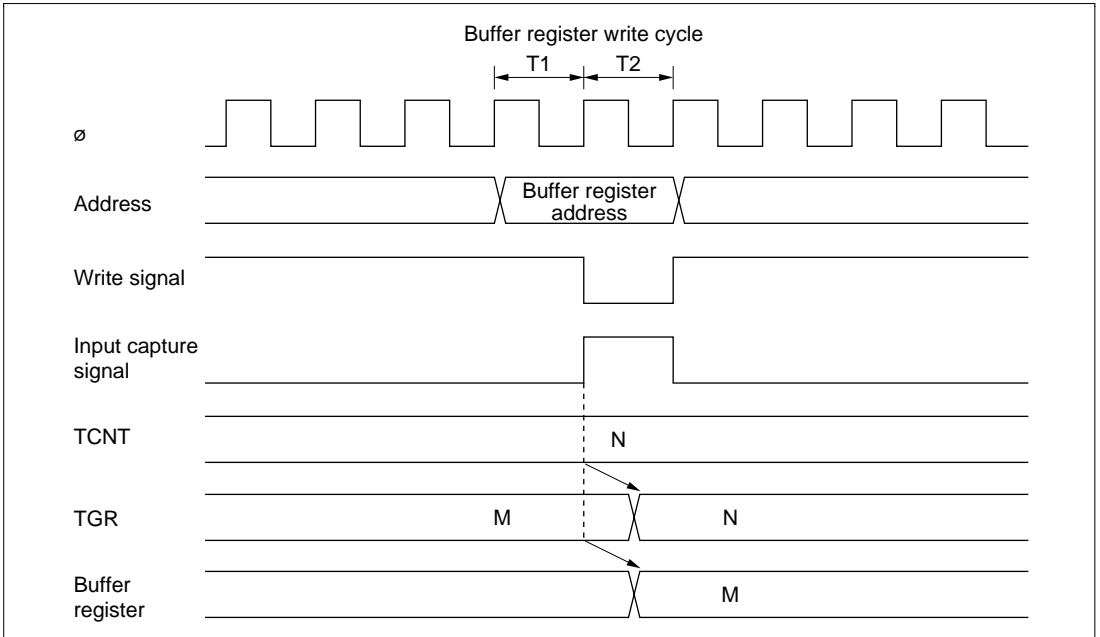 Buffer register write cycle
T1 T2
ø
Address
Buffer register
address
Write signal
Input capture
signal
TCNT
N
TGR
M N
Buffer
register
M